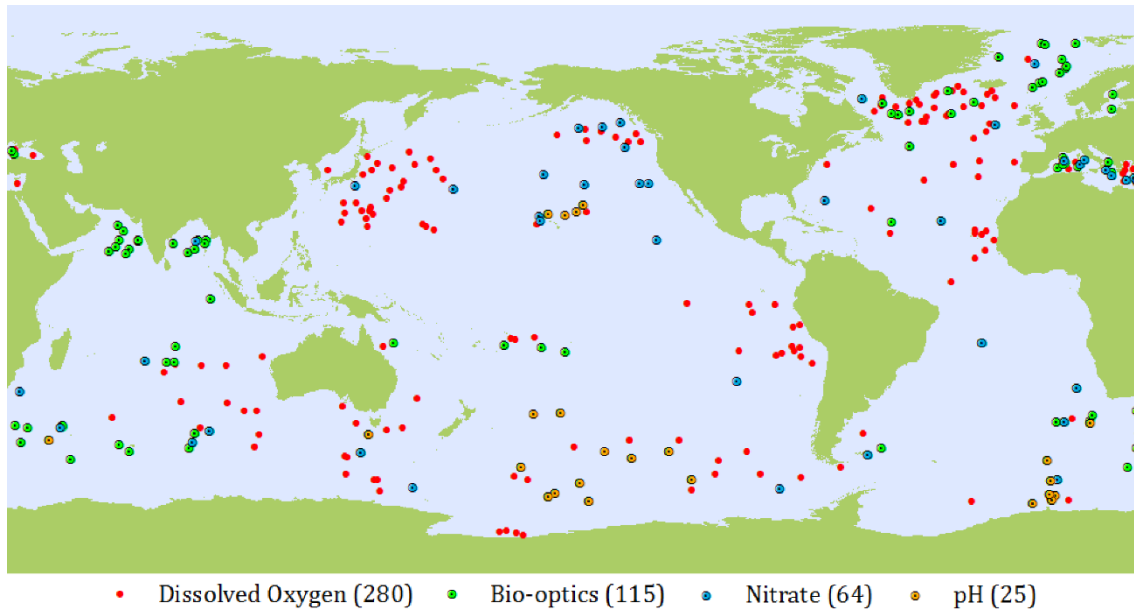 Dissolved Oxygen (280) Bio-optics (115) Nitrate (64) pH (25)